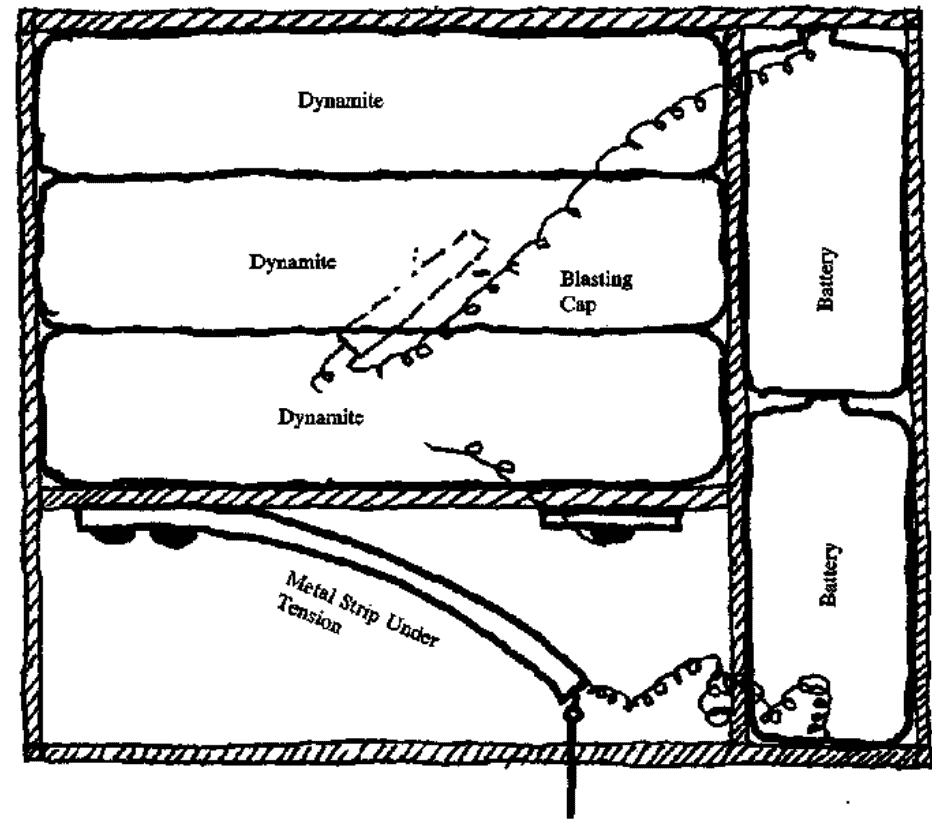 Dynamite
Dynamite
Blasting
Cap
Battery
Dynamite
Metal Strip Under
Tension
Battery